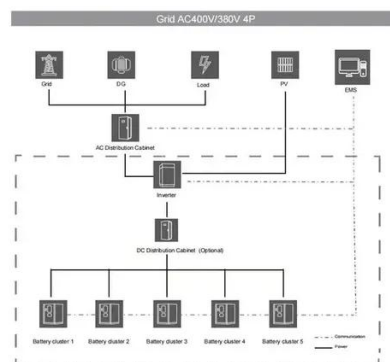 Grid AC400V/380V 4P
Grid DG Load PV EMS
AC Distribution Cabinet
Inverter
DC Distribution Cabinet (Optional)
Battery cluster 1 Battery cluster 2 Battery cluster 3 Battery cluster 4 Battery cluster 5
Communication
Power